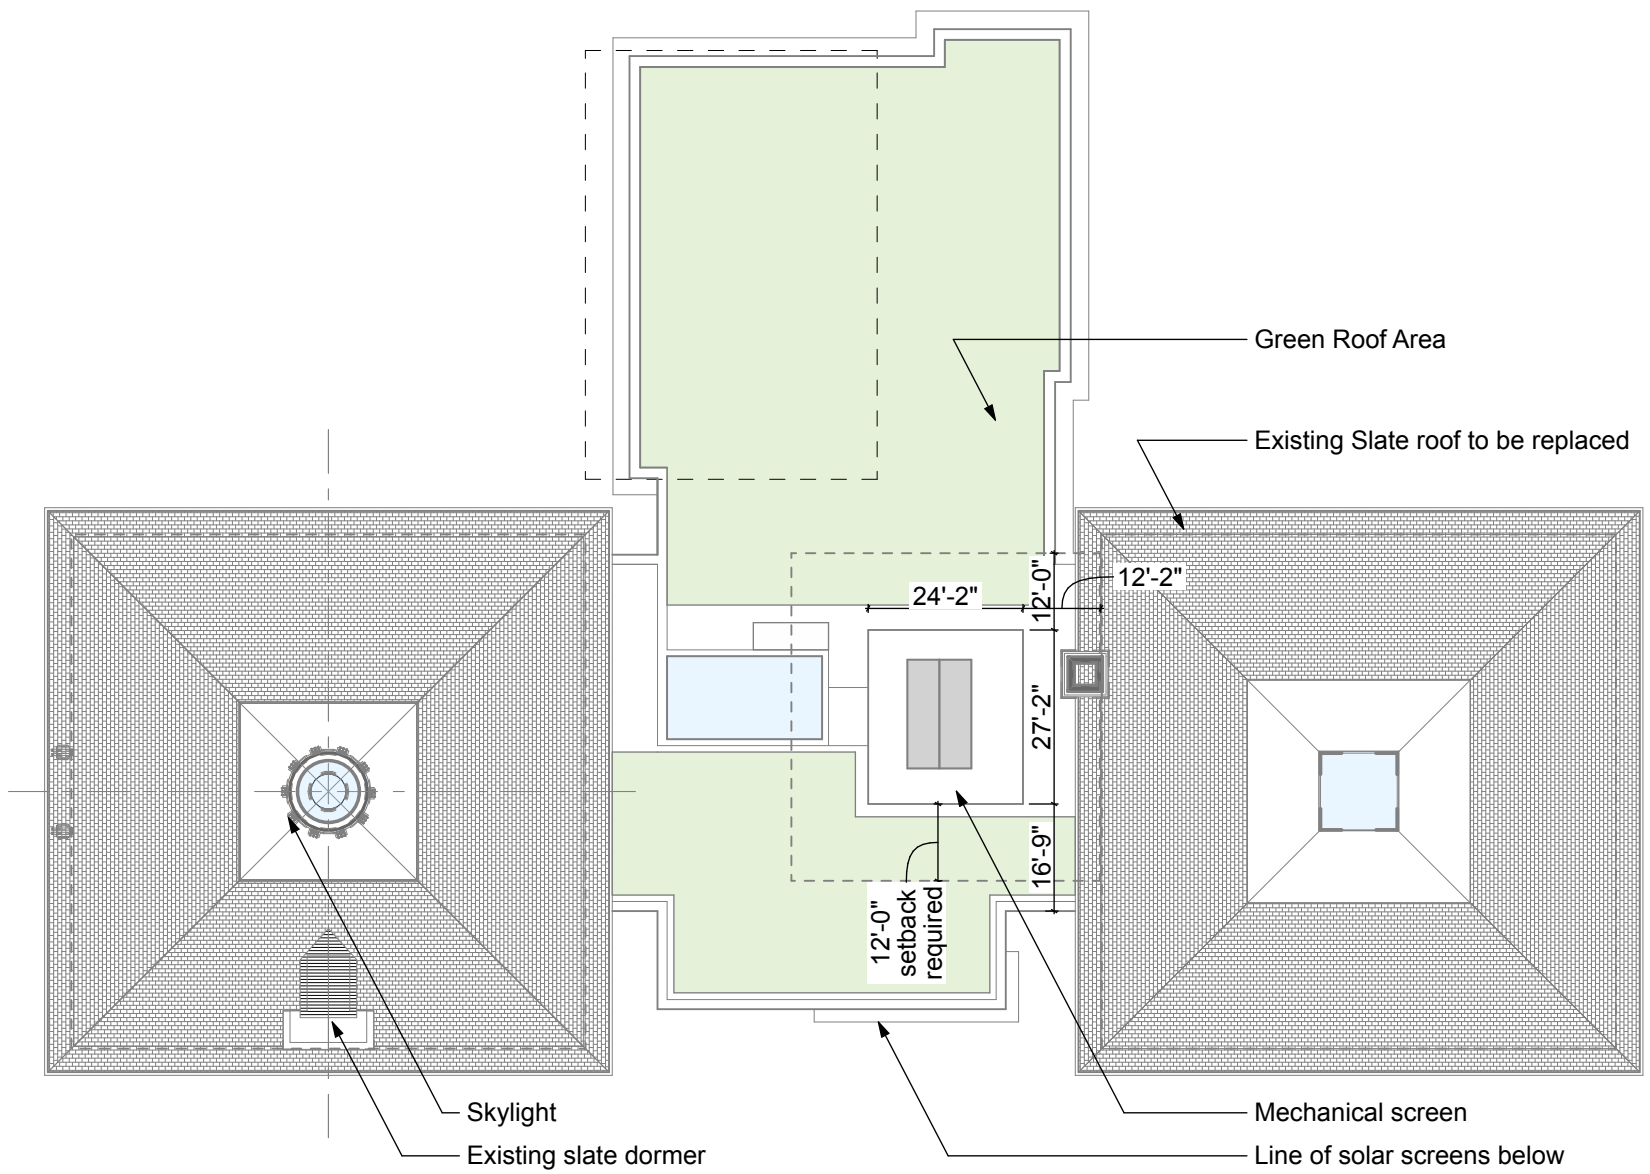 Green Roof Area
Existing Slate roof to be replaced
12'-0"
12'-2"
24'-2"
27'-2"
16'-9"
12'-0"
setback
required
Skylight
Mechanical screen
Existing slate dormer
Line of solar screens below